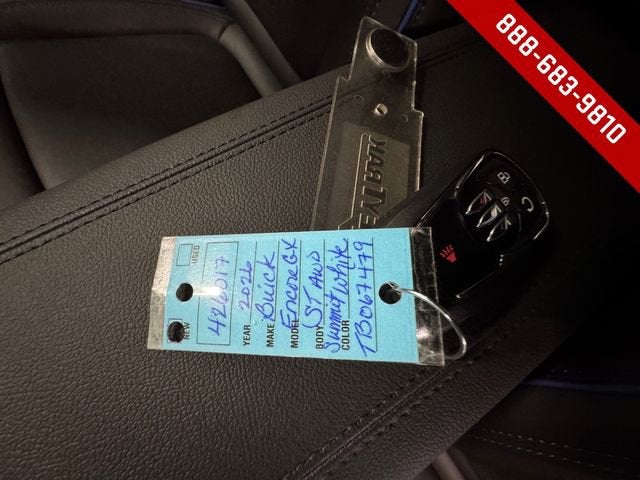 888-683-9810
KEYTRAK
USED
NEW
426017
YEAR 2026
MAKE Buick
MODEL Encore GX
BODY ST AWD
COLOR Summit White
TB067479